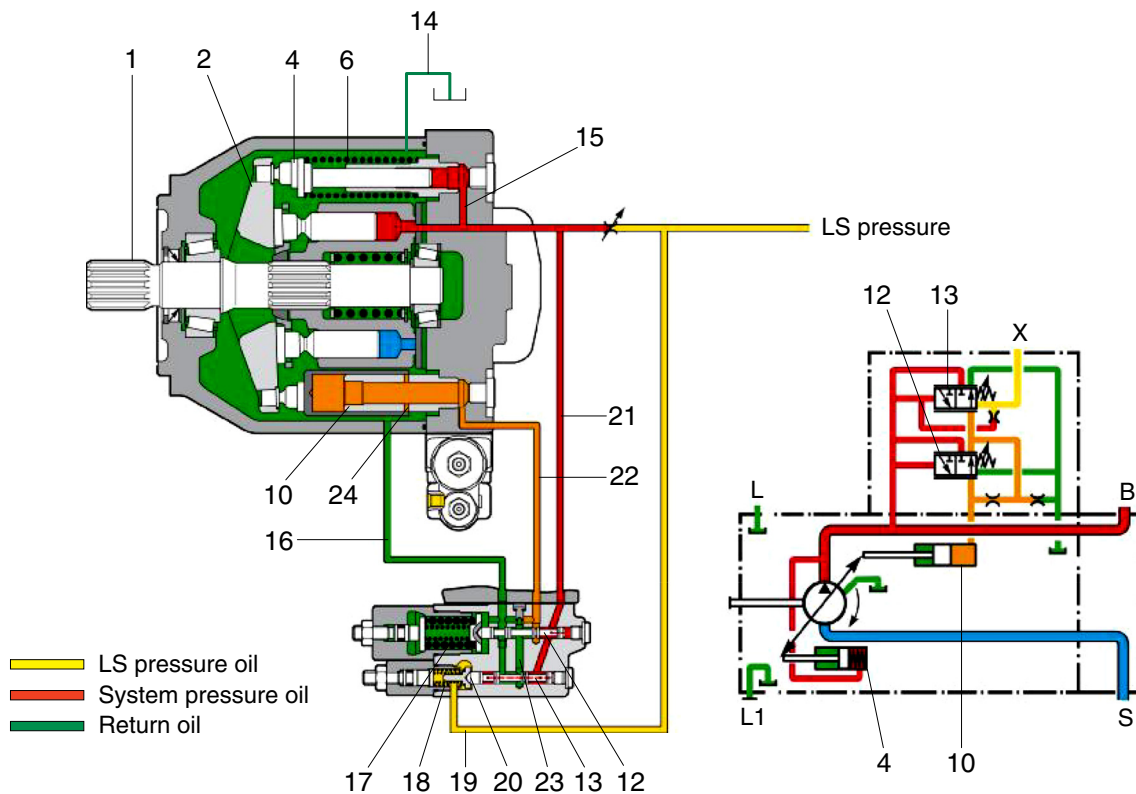 14
1 2 4 6
15
LS pressure
12 13
X
21
10 24 22
L B
16
10
LS pressure oil
System pressure oil
Return oil
L1 S
17 18 19 20 23 13 12 4 10